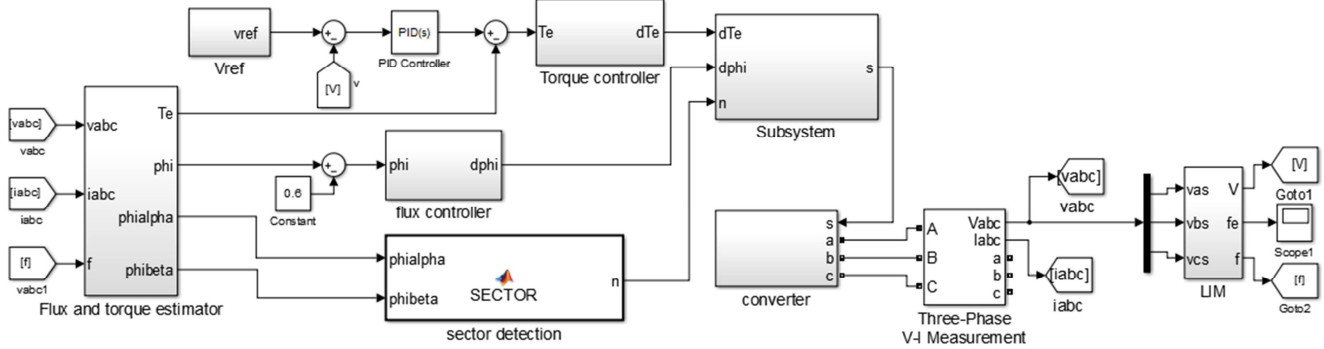 vref
Vref
+_
[V]
v
PID(s)
PID Controller
+_
Te
dTe
Torque controller
dTe
dphi
n
s
Subsystem
[vabc]
vabc
[iabc]
iabc
[f]
vabc1
vabc
iabc
f
Te
phi
phialpha
phibeta
Flux and torque estimator
+_
0.6
Constant
phi
dphi
flux controller
phialpha
phibeta
SECTOR
n
sector detection
s
a
b
c
converter
A
B
C
Vabc
Iabc
a
b
c
Three-Phase
V-I Measurement
[vabc]
vabc
[iabc]
iabc
vas
vbs
vcs
V
fe
f
LIM
[V]
Goto1
Scope1
[f]
Goto2